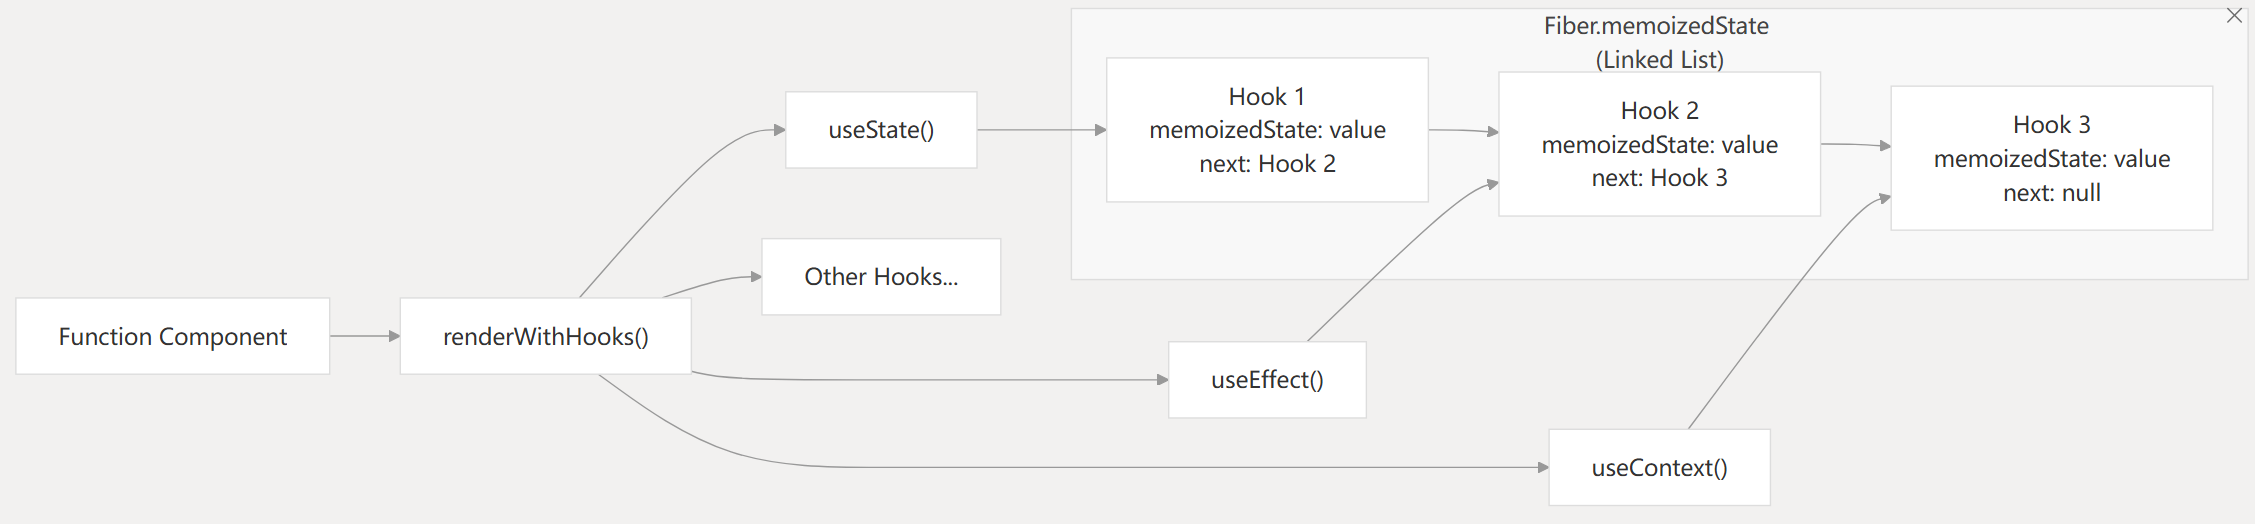 Fiber.memoizedState
(Linked List)
Hook 1
memoizedState: value
next: Hook 2
Hook 2
memoizedState: value
next: Hook 3
Hook 3
memoizedState: value
next: null
useState()
Other Hooks...
Function Component
renderWithHooks()
useEffect()
useContext()